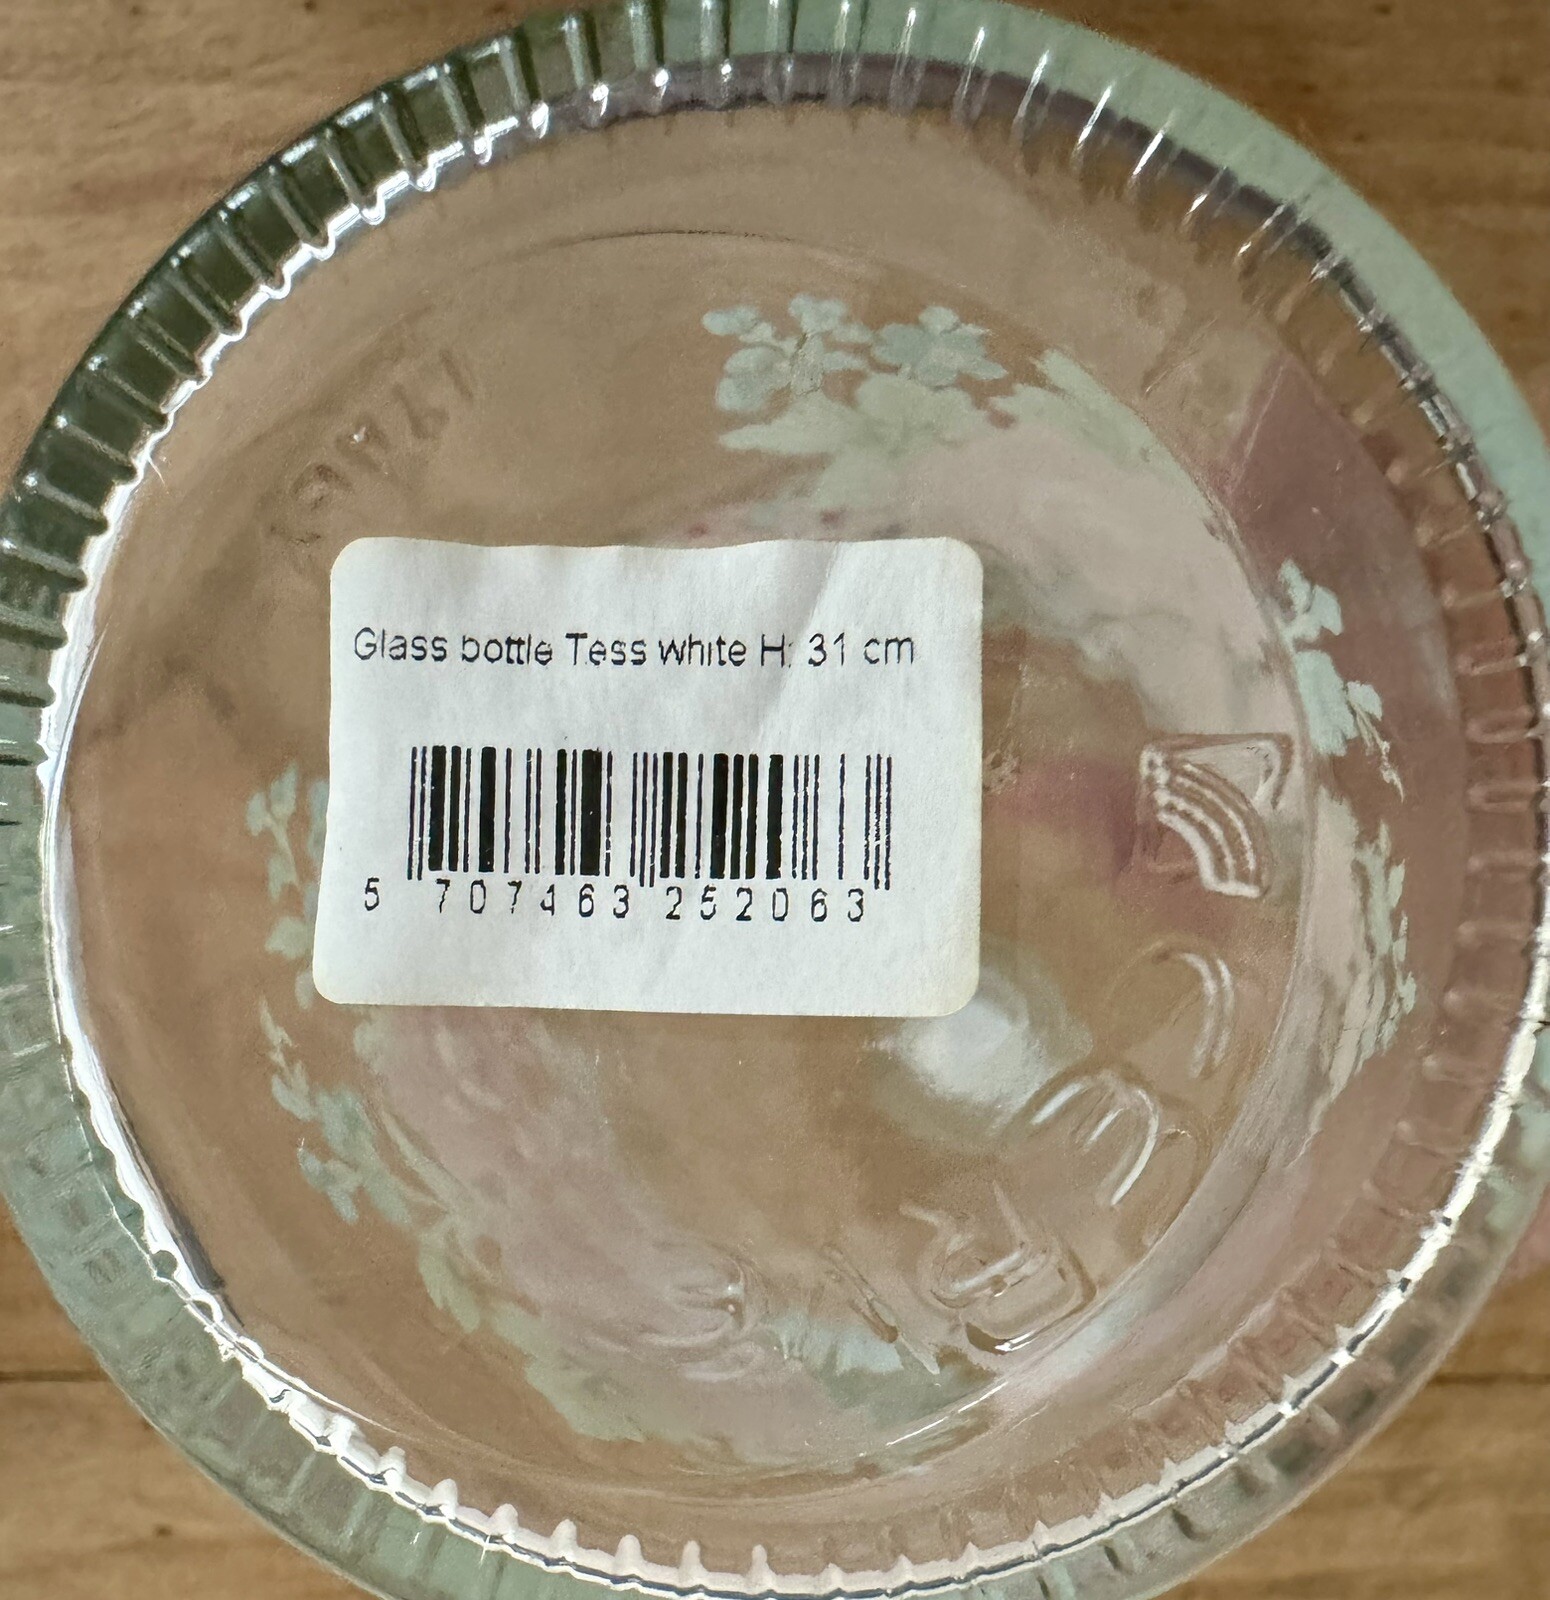 Glass bottle Tess white H: 31 cm
5 707463 252063